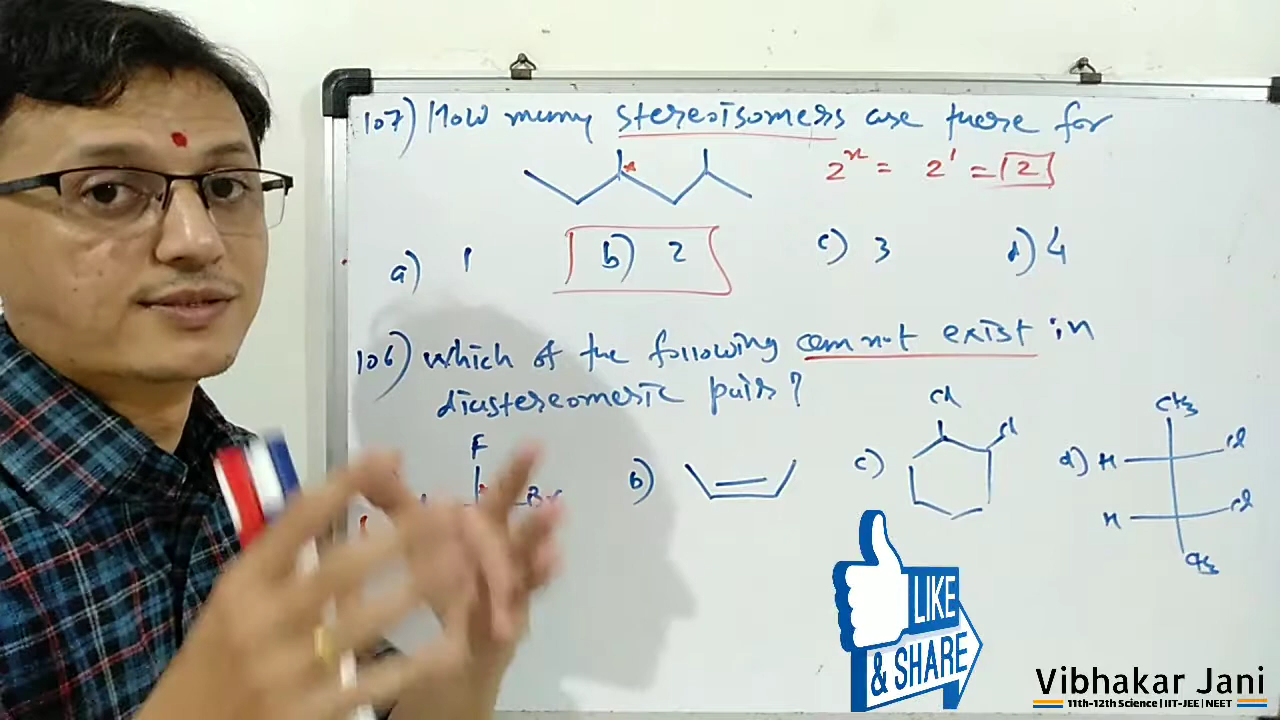 107) How many stereoisomers are there for
2ⁿ = 2¹ = 2
a) 1 b) 2 c) 3 d) 4
106) which of the following can not exist in
diastereomeric pairs?
F
Br
b)
c) Cl Cl
d) CH₃
H Cl
H Cl
CH₃
LIKE
& SHARE
Vibhakar Jani
11th-12th Science | IIT-JEE | NEET